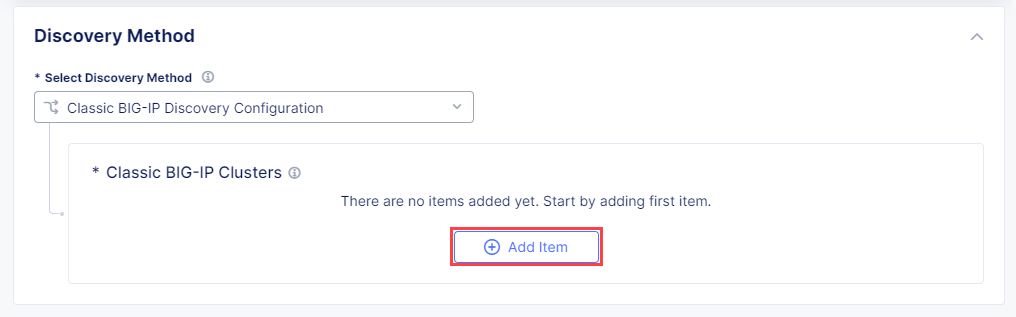 Discovery Method
* Select Discovery Method
Classic BIG-IP Discovery Configuration
* Classic BIG-IP Clusters
There are no items added yet. Start by adding first item.
Add Item